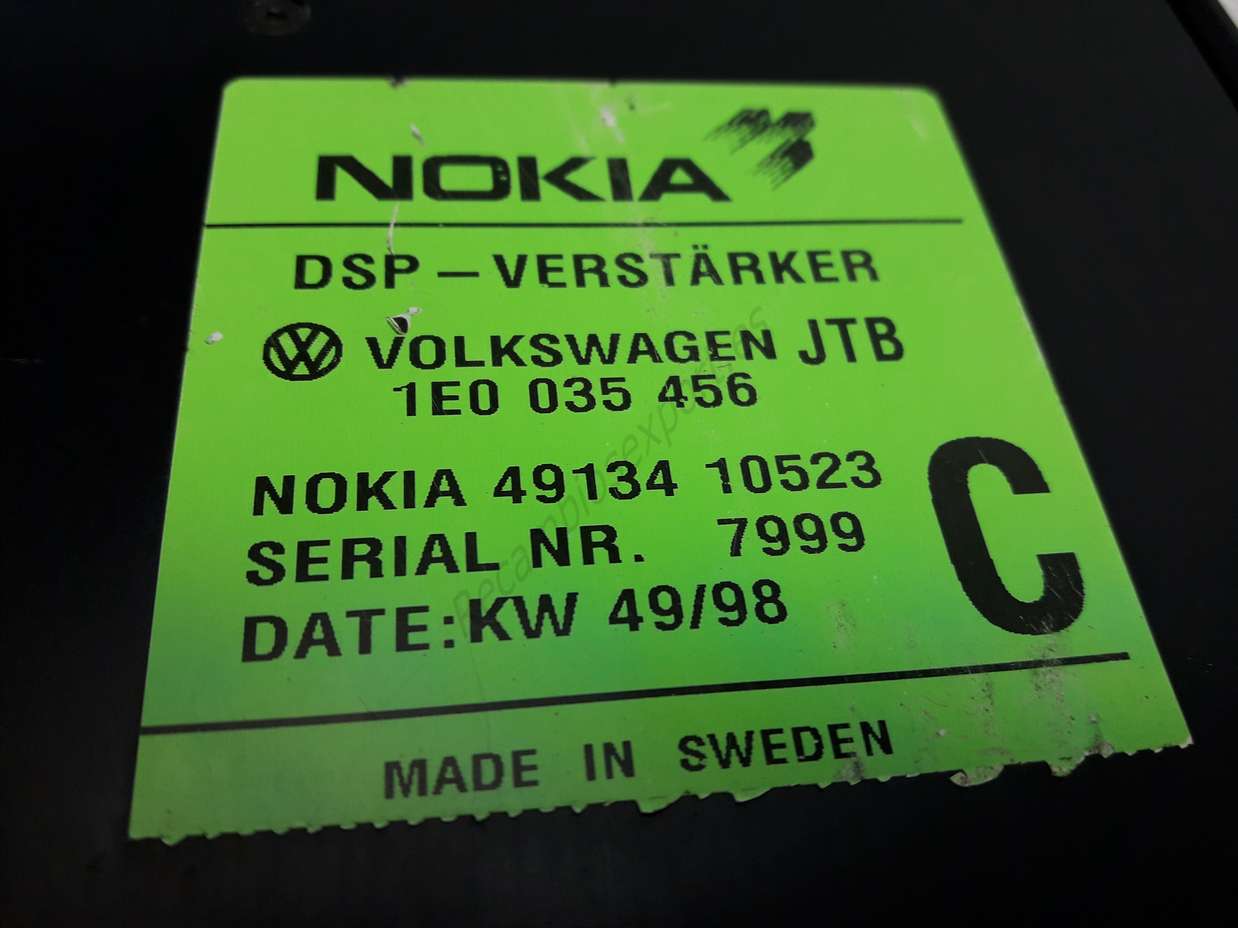 NOKIA
DSP – VERSTÄRKER
VOLKSWAGEN JTB
1E0 035 456
NOKIA 49134 10523
SERIAL NR. 7999
DATE:KW 49/98
C
MADE IN SWEDEN